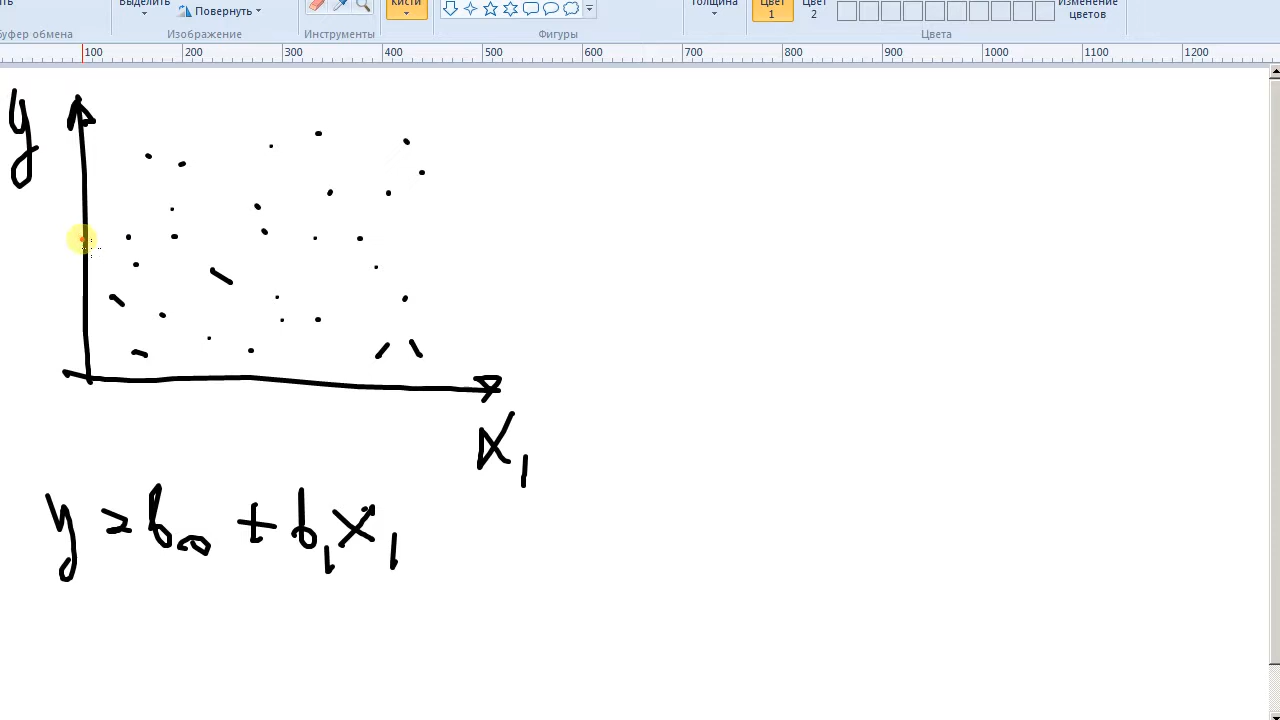 Выделить
Толщина
Цвет Цвет Изменение
Повернуть
Кисти
1 2 цветов
буфер обмена Изображение Инструменты Фигуры Цвета
100 200 300 400 500 600 700 800 900 1000 1100 1200
y
x1
y = b0 + b1x1